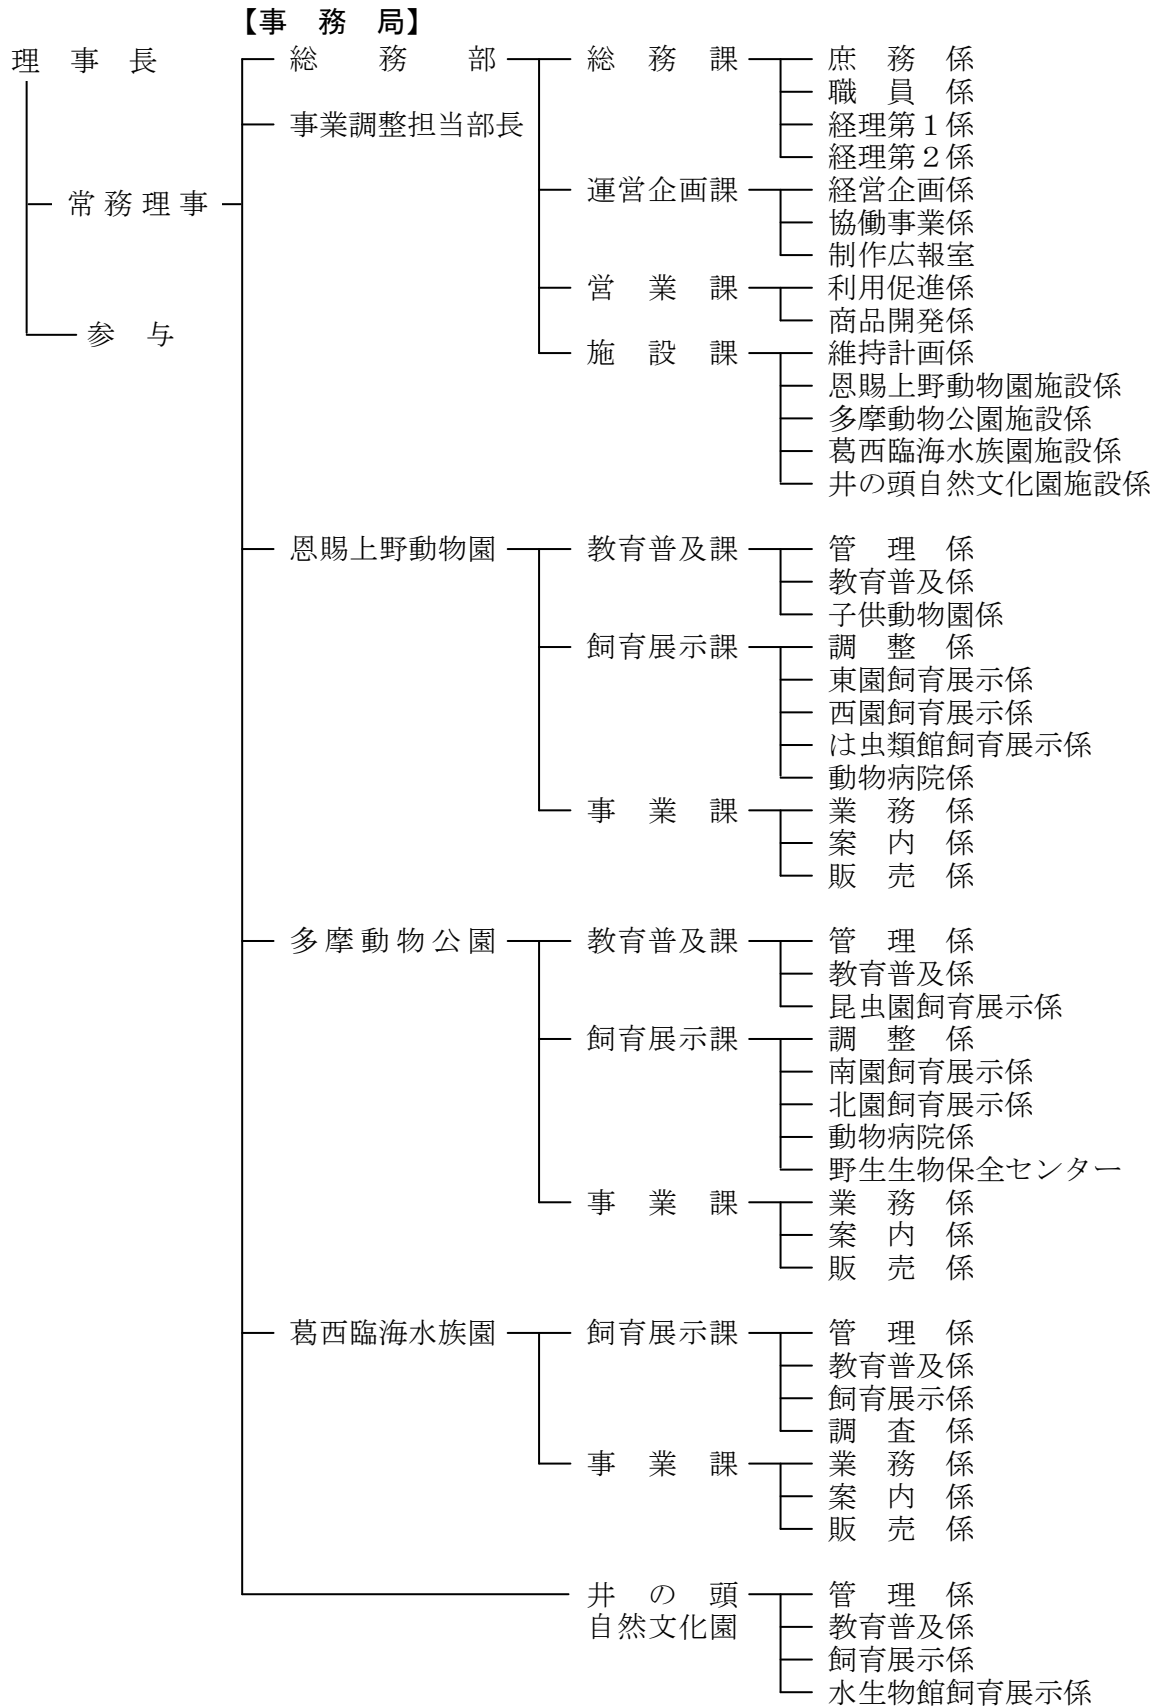 【事　務　局】
理　事　長　総　務　部　総　務　課　庶　務　係
職　員　係
事業調整担当部長　経理第１係
経理第２係
運営企画課　経営企画係
常務理事　協働事業係
制作広報室
営　業　課　利用促進係
商品開発係
参　与　施　設　課　維持計画係
恩賜上野動物園施設係
多摩動物公園施設係
葛西臨海水族園施設係
井の頭自然文化園施設係
恩賜上野動物園　教育普及課　管　理　係
教育普及係
子供動物園係
飼育展示課　調　整　係
東園飼育展示係
西園飼育展示係
は虫類館飼育展示係
動物病院係
事　業　課　業　務　係
案　内　係
販　売　係
多摩動物公園　教育普及課　管　理　係
教育普及係
昆虫園飼育展示係
飼育展示課　調　整　係
南園飼育展示係
北園飼育展示係
動物病院係
野生生物保全センター
事　業　課　業　務　係
案　内　係
販　売　係
葛西臨海水族園　飼育展示課　管　理　係
教育普及係
飼育展示係
調　査　係
事　業　課　業　務　係
案　内　係
販　売　係
井　の　頭　管　理　係
自然文化園　教育普及係
飼育展示係
水生物館飼育展示係